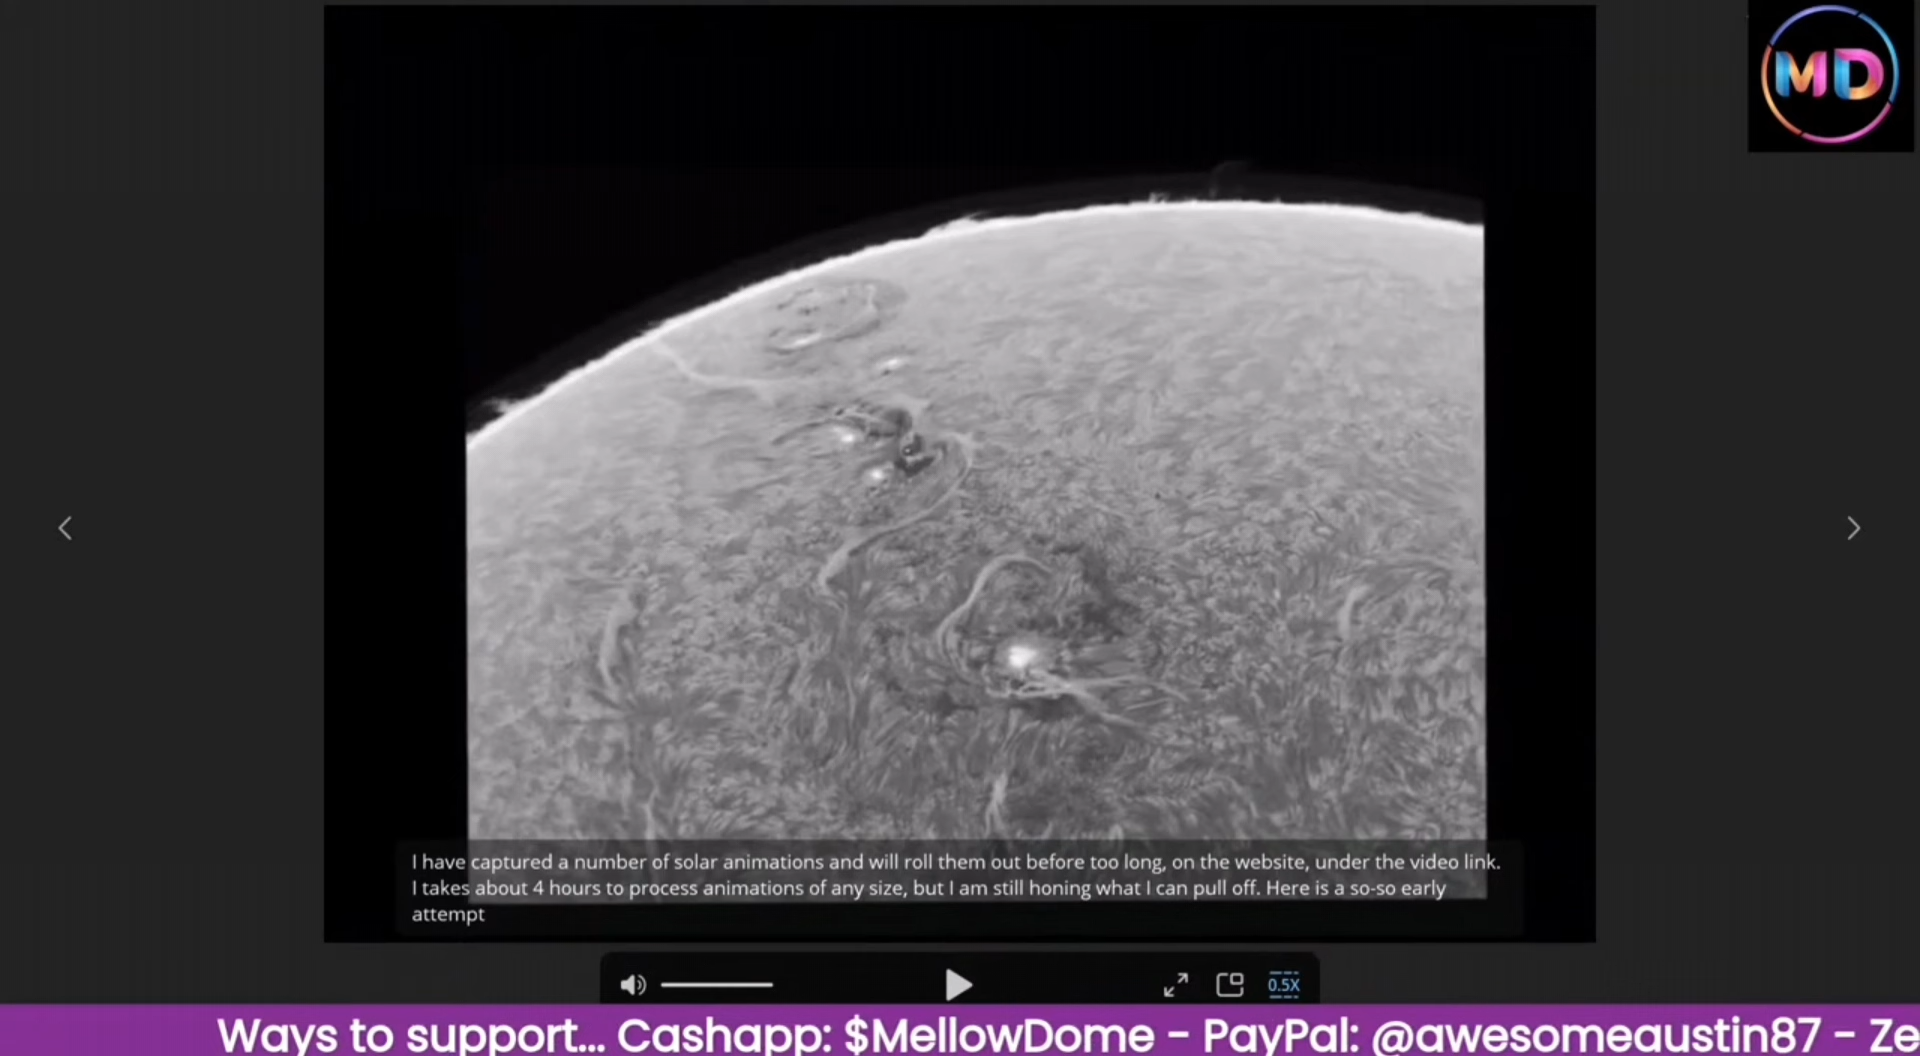 MD
I have captured a number of solar animations and will roll them out before too long, on the website, under the video link.
I takes about 4 hours to process animations of any size, but I am still honing what I can pull off. Here is a so-so early
attempt
0.5X
Ways to support... Cashapp: $MellowDome - PayPal: @awesomeaustin87 - Ze